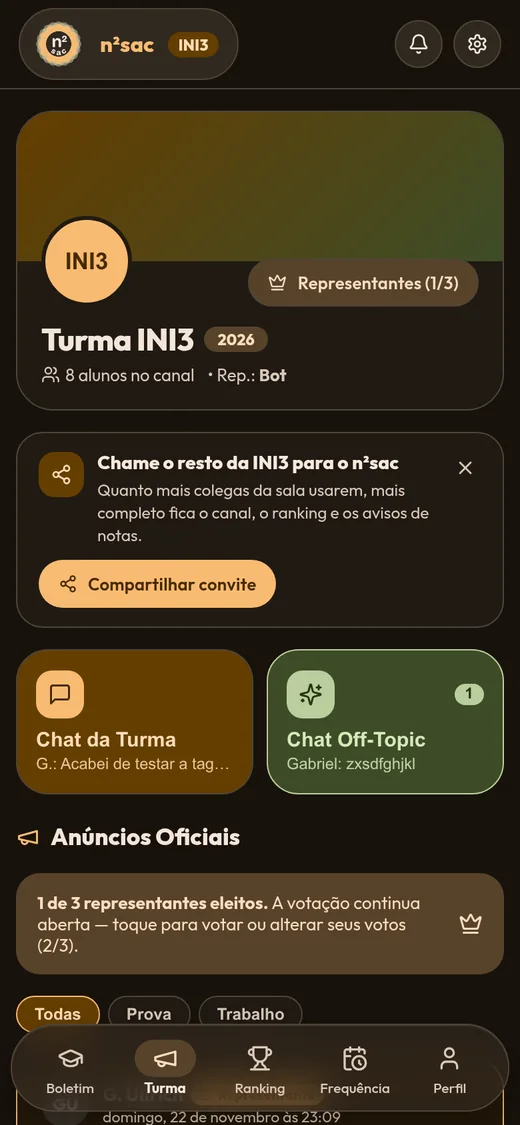 n²sac
n²sac INI3
INI3
Representantes (1/3)
Turma INI3 2026
8 alunos no canal • Rep.: Bot
Chame o resto da INI3 para o n²sac
Quanto mais colegas da sala usarem, mais
completo fica o canal, o ranking e os avisos de
notas.
Compartilhar convite
1
Chat da Turma
G.: Acabei de testar a tag…
Chat Off-Topic
Gabriel: zxsdfghjkl
Anúncios Oficiais
1 de 3 representantes eleitos. A votação continua
aberta — toque para votar ou alterar seus votos
(2/3).
Todas Prova Trabalho
Boletim Turma Ranking Frequência Perfil
GU
G. Ullrich
domingo, 22 de novembro às 23:09